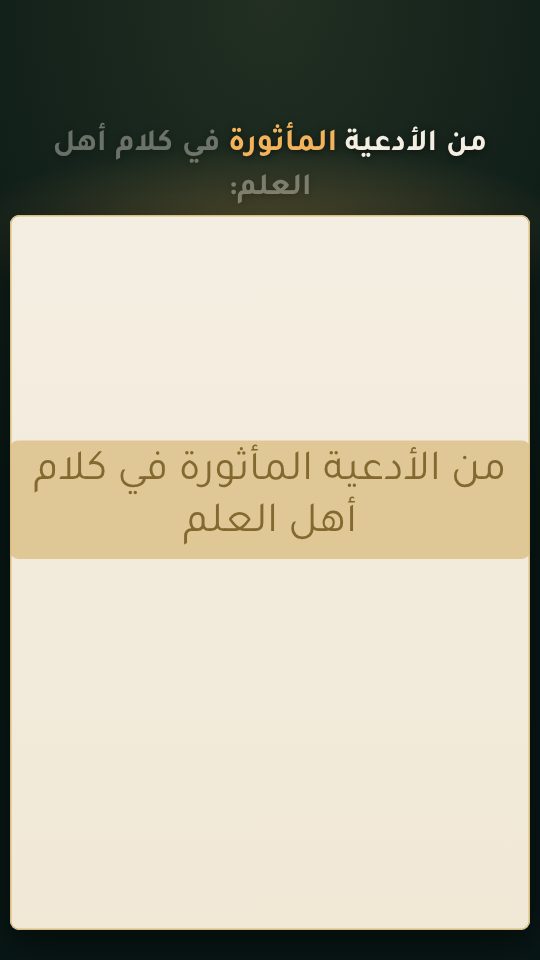 من الأدعية المأثورة في كلام أهل
العلم:
من الأدعية المأثورة في كلام
أهل العلم